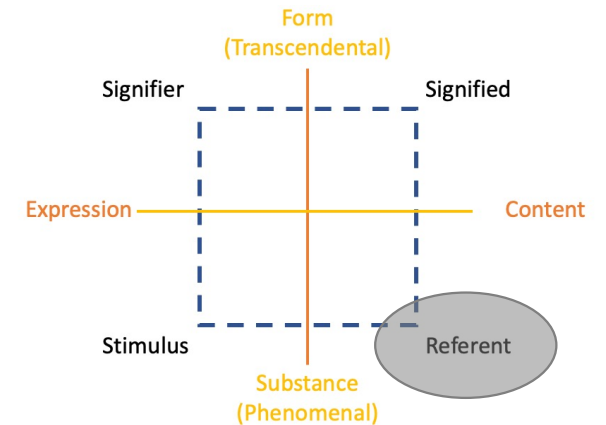 Form
(Transcendental)
Signifier
Signified
Expression
Content
Stimulus
Referent
Substance
(Phenomenal)